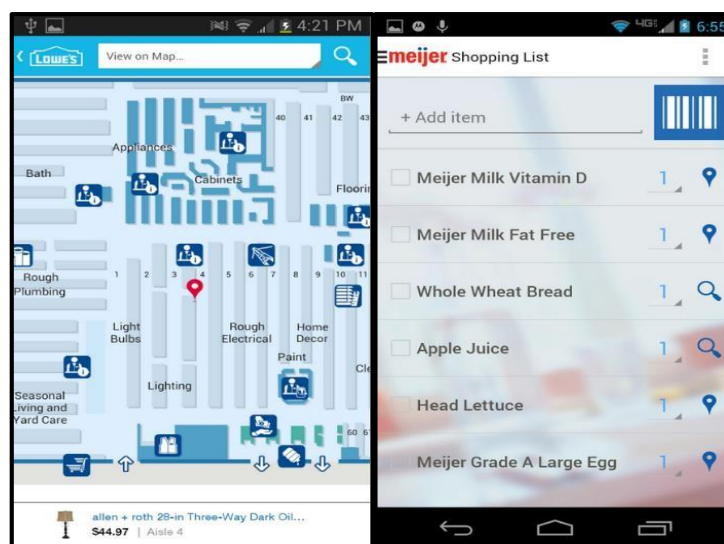 4:21 PM
LOWE'S View on Map...
BW
40 41 42 43
Appliances
Bath
Cabinets
Floorin
Rough
Plumbing
1 2 3 4 5 6 7 8 9 10 11
Light
Bulbs
Rough
Electrical
Home
Decor
Paint
Cle
Lighting
Seasonal
Living and
Yard Care
60 61
allen + roth 28-in Three-Way Dark Oil...
$44.97 | Aisle 4
4G 6:55
meijer Shopping List
+ Add item
Meijer Milk Vitamin D 1
Meijer Milk Fat Free 1
Whole Wheat Bread 1
Apple Juice 1
Head Lettuce 1
Meijer Grade A Large Egg 1